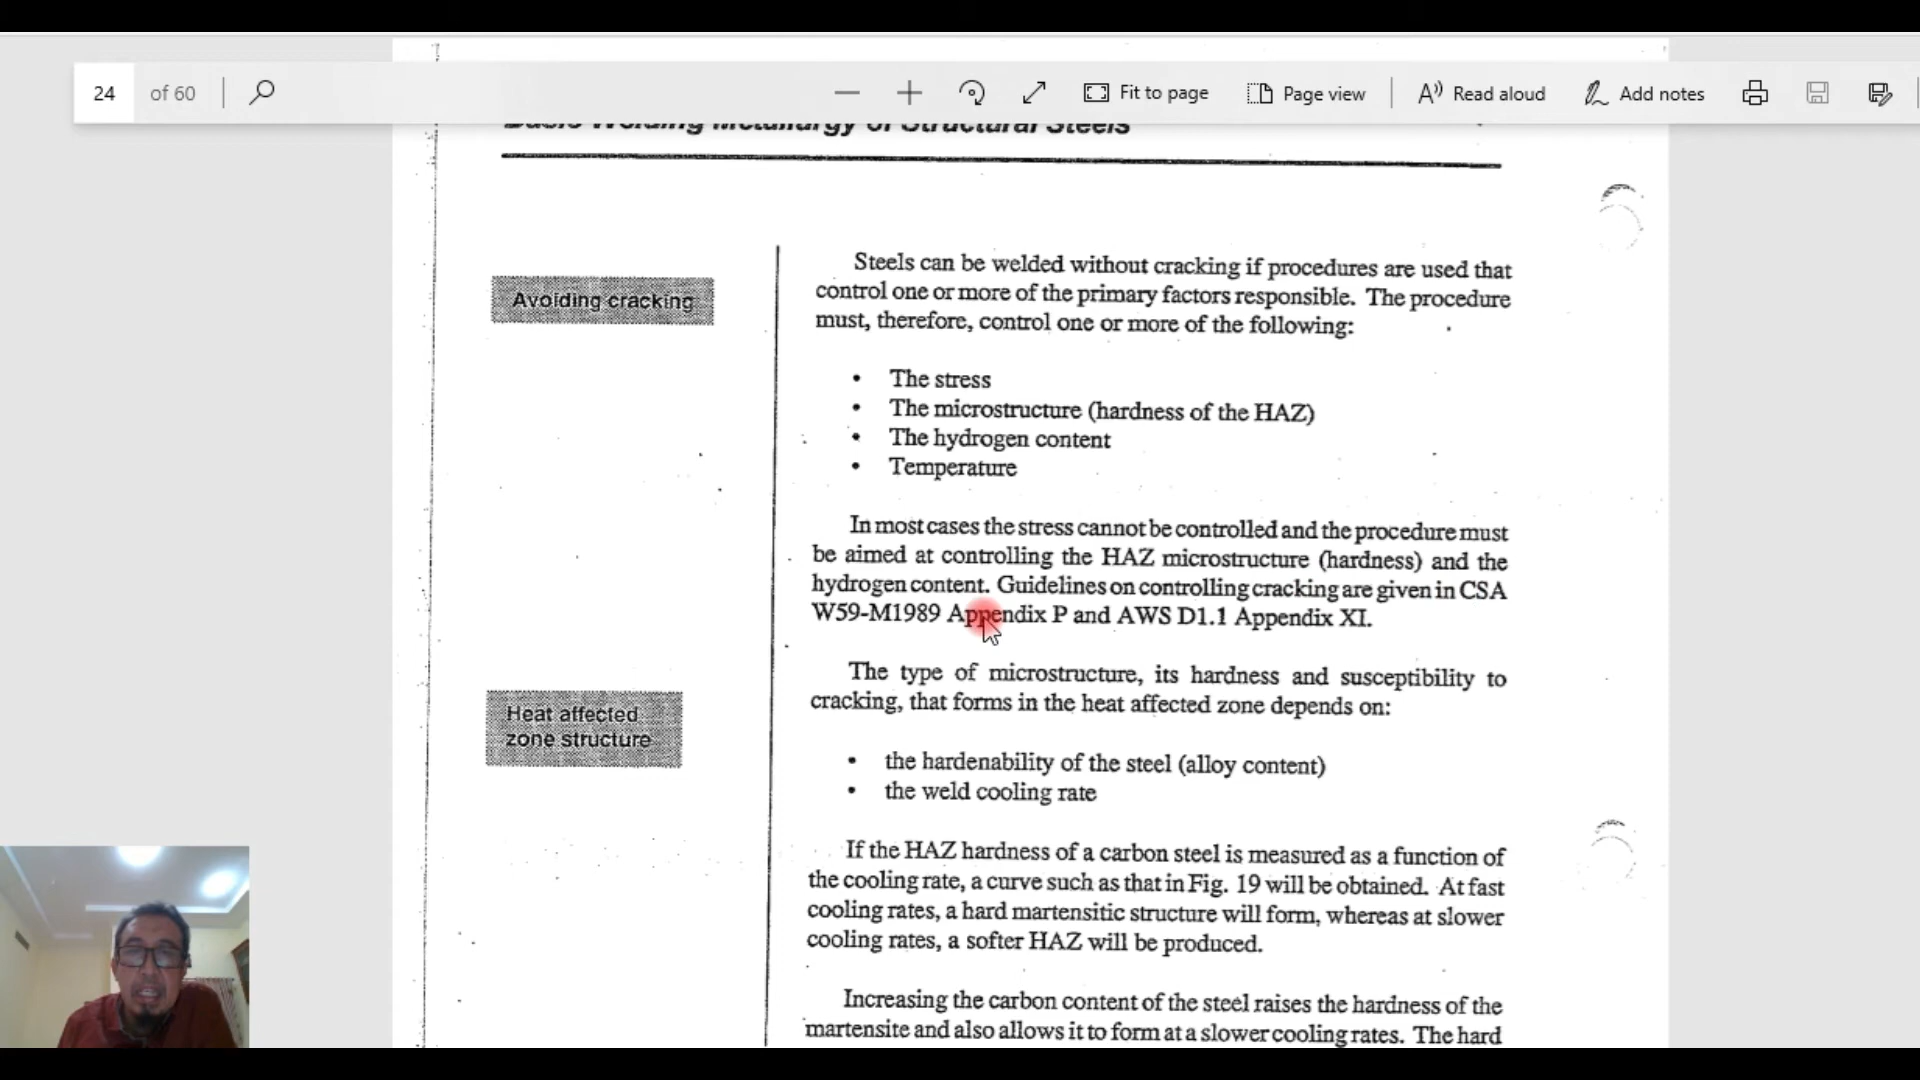 24 of 60
Fit to page
Page view
Read aloud
Add notes
Basic Welding Metallurgy of Structural Steels
Avoiding cracking
Steels can be welded without cracking if procedures are used that
control one or more of the primary factors responsible. The procedure
must, therefore, control one or more of the following:
• The stress
• The microstructure (hardness of the HAZ)
• The hydrogen content
• Temperature
In most cases the stress cannot be controlled and the procedure must
be aimed at controlling the HAZ microstructure (hardness) and the
hydrogen content. Guidelines on controlling cracking are given in CSA
W59-M1989 Appendix P and AWS D1.1 Appendix XI.
Heat affected
zone structure
The type of microstructure, its hardness and susceptibility to
cracking, that forms in the heat affected zone depends on:
• the hardenability of the steel (alloy content)
• the weld cooling rate
If the HAZ hardness of a carbon steel is measured as a function of
the cooling rate, a curve such as that in Fig. 19 will be obtained. At fast
cooling rates, a hard martensitic structure will form, whereas at slower
cooling rates, a softer HAZ will be produced.
Increasing the carbon content of the steel raises the hardness of the
martensite and also allows it to form at a slower cooling rates. The hard